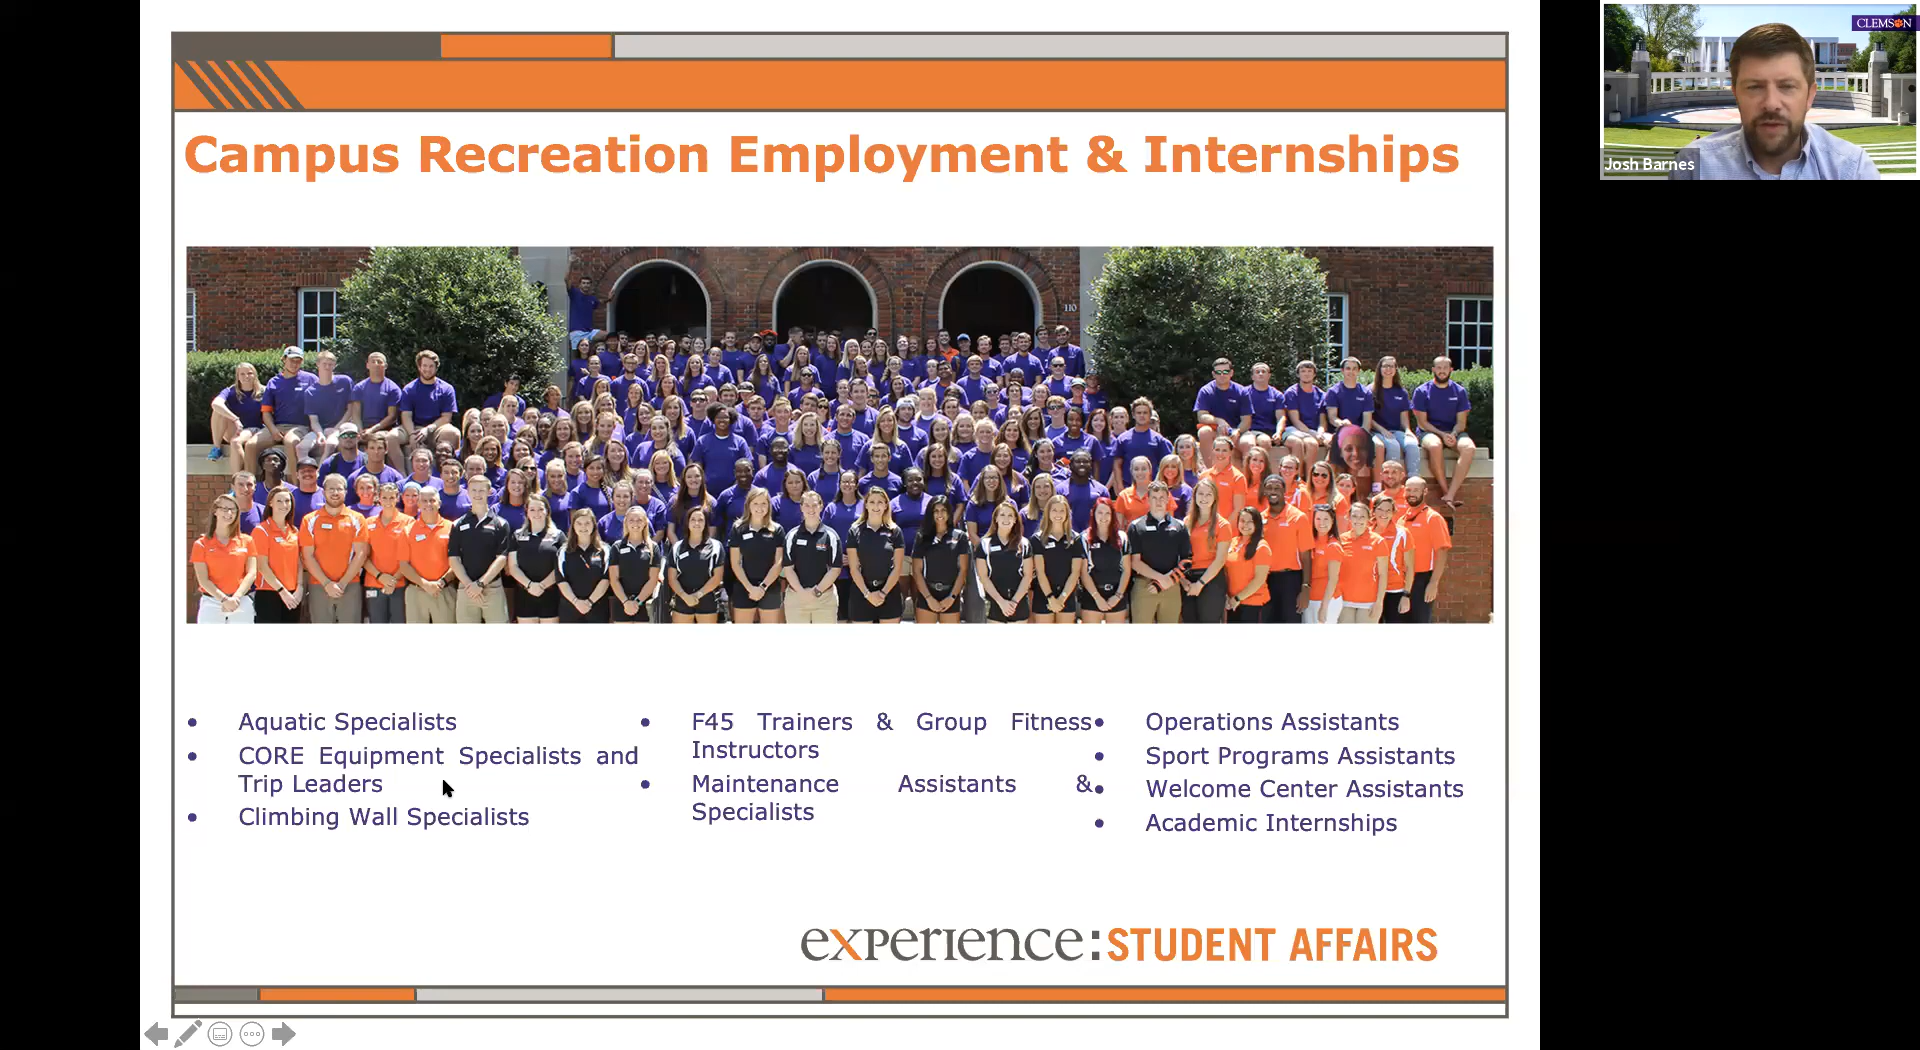 CLEMSON
Josh Barnes
Campus Recreation Employment & Internships
110
• Aquatic Specialists
• CORE Equipment Specialists and
Trip Leaders
• Climbing Wall Specialists
• F45 Trainers & Group Fitness
Instructors
• Maintenance Assistants &
Specialists
• Operations Assistants
• Sport Programs Assistants
• Welcome Center Assistants
• Academic Internships
experience:STUDENT AFFAIRS